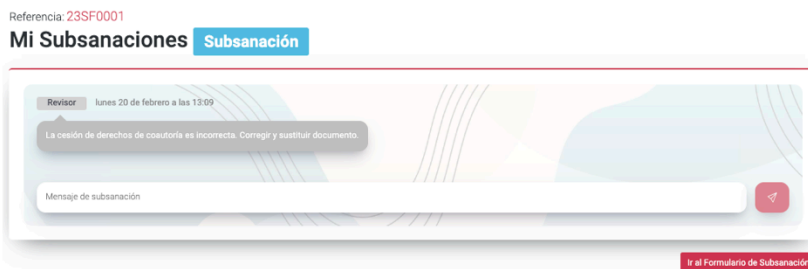 Referencia: 23SF0001
Mi Subsanaciones Subsanación
Revisor lunes 20 de febrero a las 13:09
La cesión de derechos de coautoría es incorrecta. Corregir y sustituir documento.
Mensaje de subsanación
Ir al Formulario de Subsanación